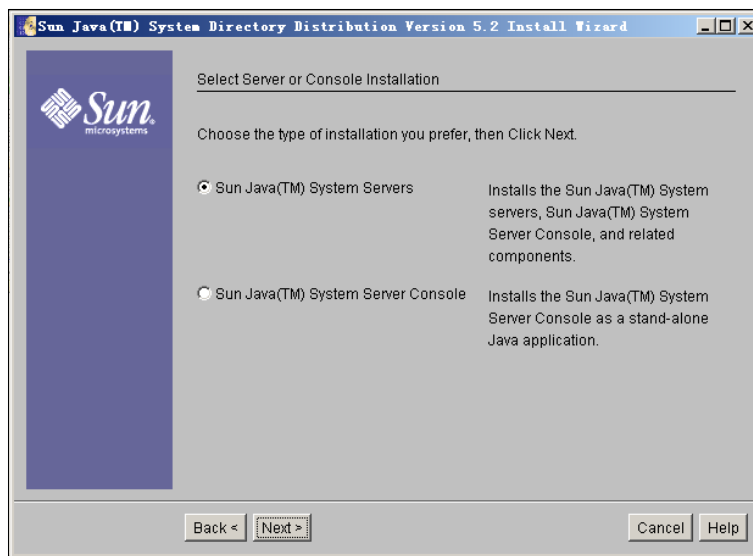 Sun Java(TM) System Directory Distribution Version 5.2 Install Wizard
Sun
microsystems
Select Server or Console Installation
Choose the type of installation you prefer, then Click Next.
Sun Java(TM) System Servers
Installs the Sun Java(TM) System
servers, Sun Java(TM) System
Server Console, and related
components.
Sun Java(TM) System Server Console
Installs the Sun Java(TM) System
Server Console as a stand-alone
Java application.
Back <
Next >
Cancel
Help